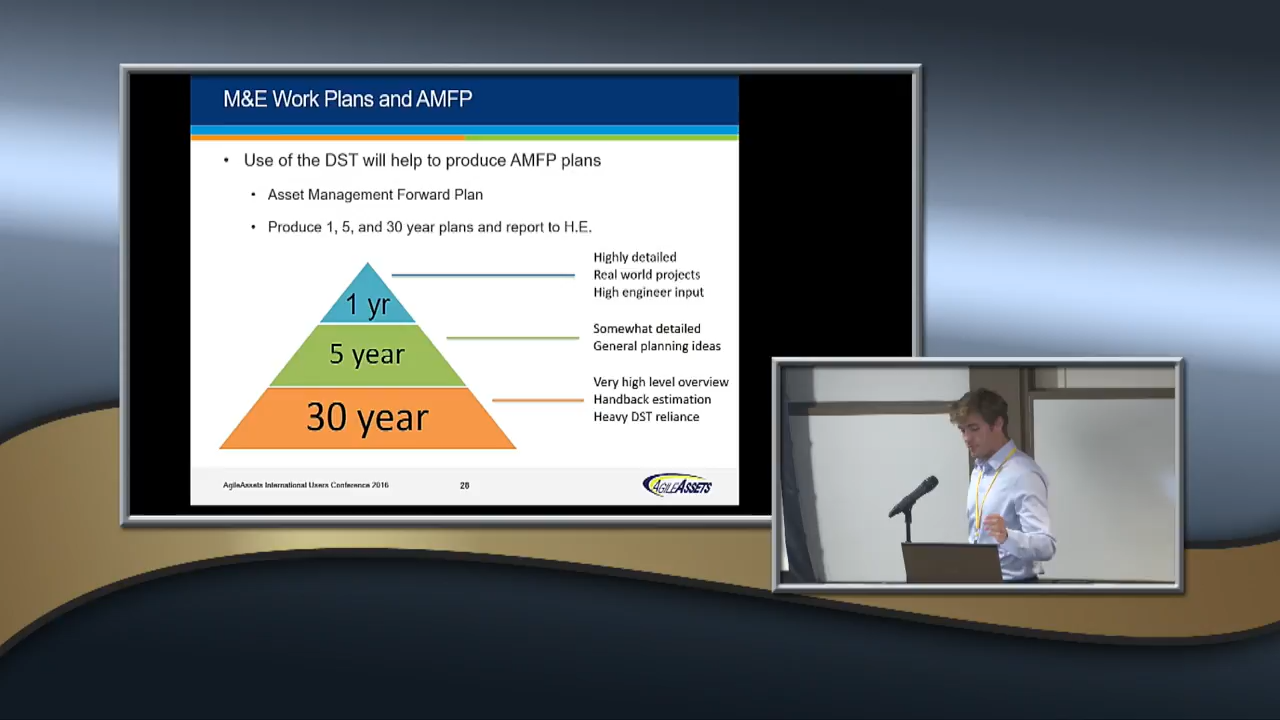 M&E Work Plans and AMFP
• Use of the DST will help to produce AMFP plans
• Asset Management Forward Plan
• Produce 1, 5, and 30 year plans and report to H.E.
Highly detailed
Real world projects
High engineer input
1 yr
Somewhat detailed
General planning ideas
5 year
Very high level overview
Handback estimation
Heavy DST reliance
30 year
AgileAssets International Users Conference 2016
28
AGILEASSETS